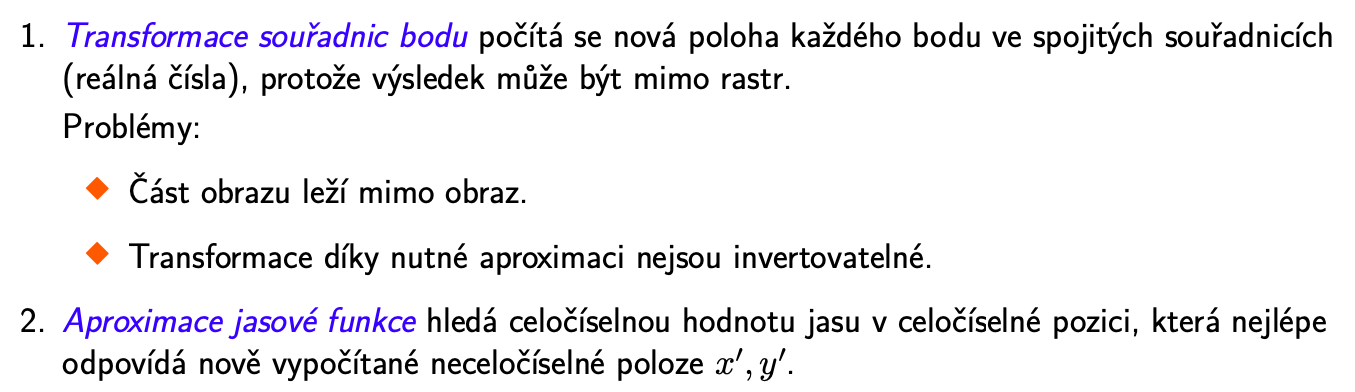 1. Transformace souřadnic bodu počítá se nová poloha každého bodu ve spojitých souřadnicích
(reálná čísla), protože výsledek může být mimo rastr.
Problémy:
◆ Část obrazu leží mimo obraz.
◆ Transformace díky nutné aproximaci nejsou invertovatelné.
2. Aproximace jasové funkce hledá celočíselnou hodnotu jasu v celočíselné pozici, která nejlépe
odpovídá nově vypočítané neceločíselné poloze x′, y′.